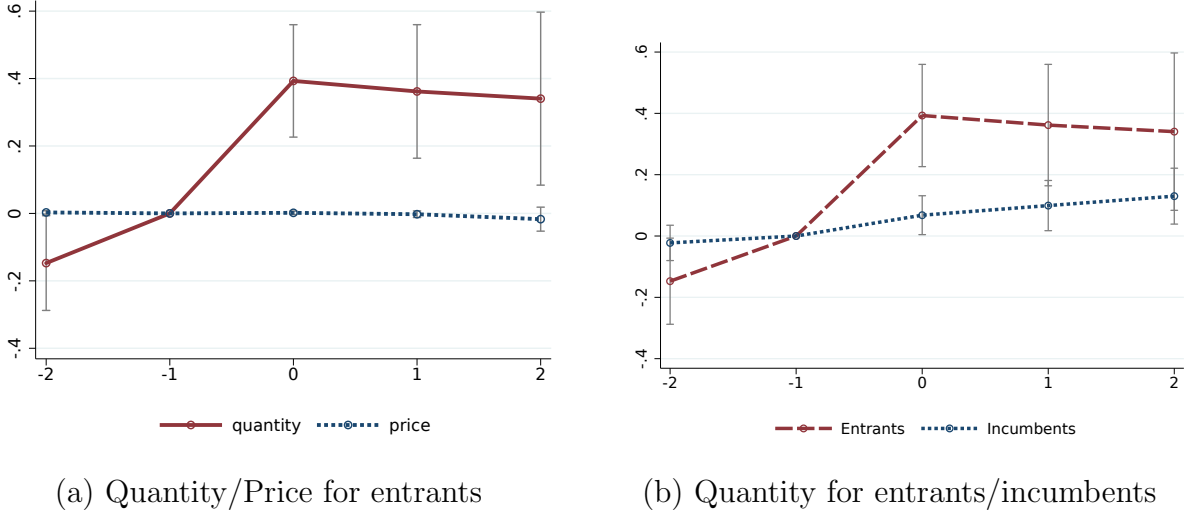 .6
.4
.2
0
-.2
-.4
-2 -1 0 1 2
quantity price
(a) Quantity/Price for entrants
.6
.4
.2
0
-.2
-.4
-2 -1 0 1 2
Entrants Incumbents
(b) Quantity for entrants/incumbents